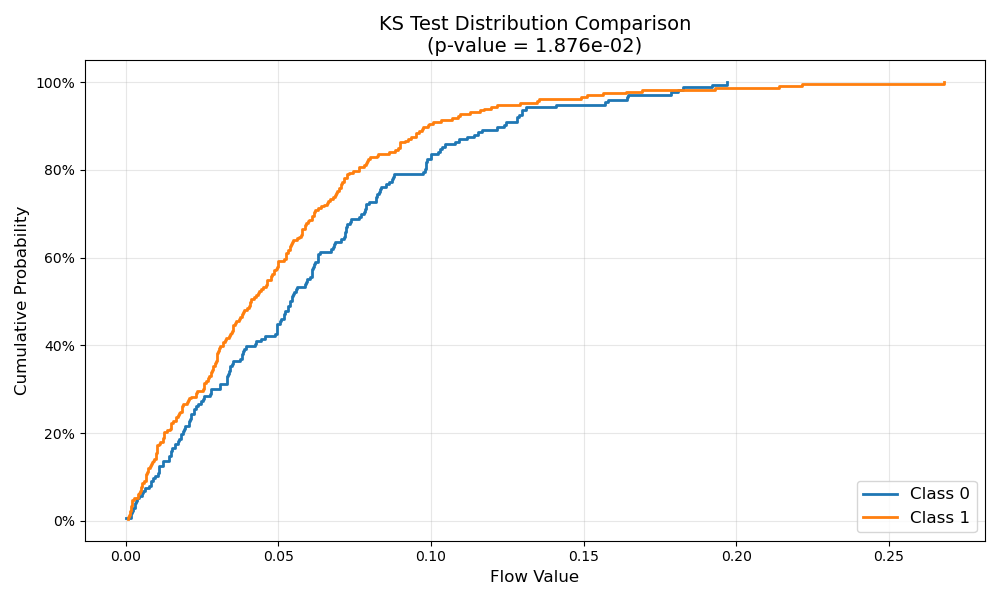 KS Test Distribution Comparison
(p-value = 1.876e-02)
Cumulative Probability
100%
80%
60%
40%
20%
0%
0.00 0.05 0.10 0.15 0.20 0.25
Flow Value
Class 0
Class 1